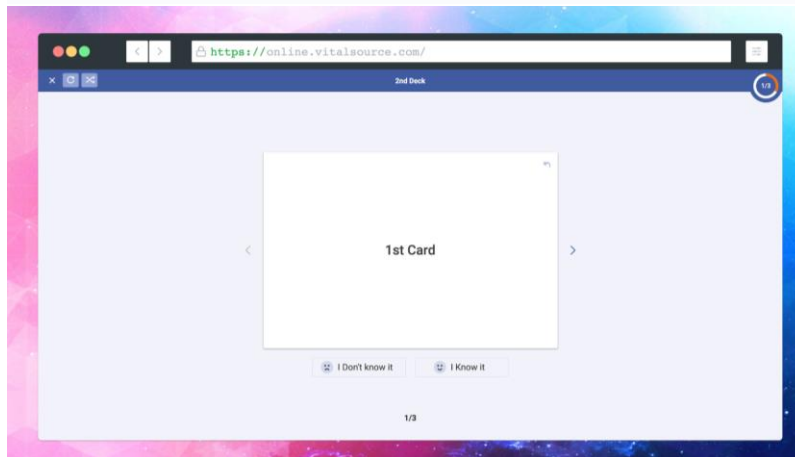 https://online.vitalsource.com/
2nd Deck
1/3
1st Card
I Don't know it
I Know it
1/3